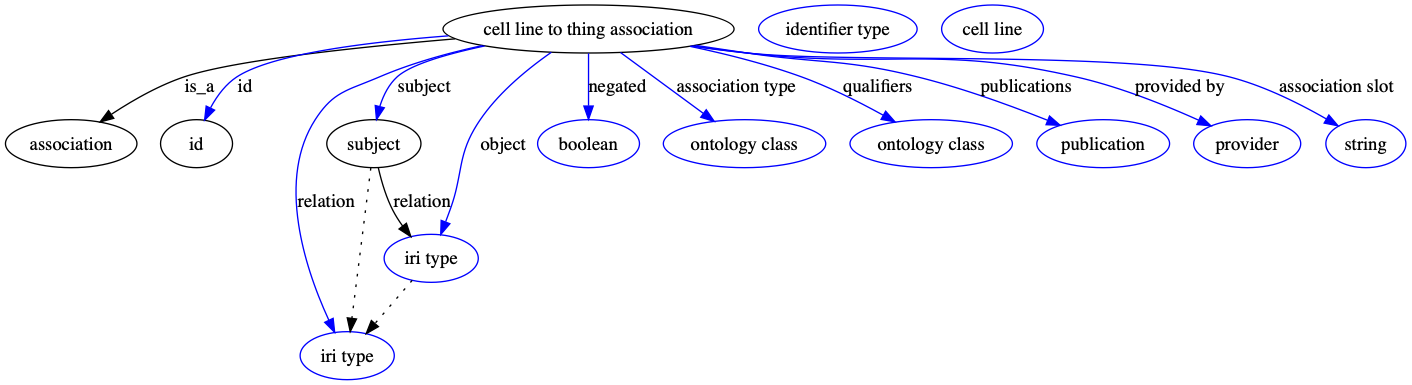 cell line to thing association
identifier type
cell line
is_a
id
subject
negated
association type
qualifiers
publications
provided by
association slot
association
id
subject
object
boolean
ontology class
ontology class
publication
provider
string
relation
relation
iri type
iri type